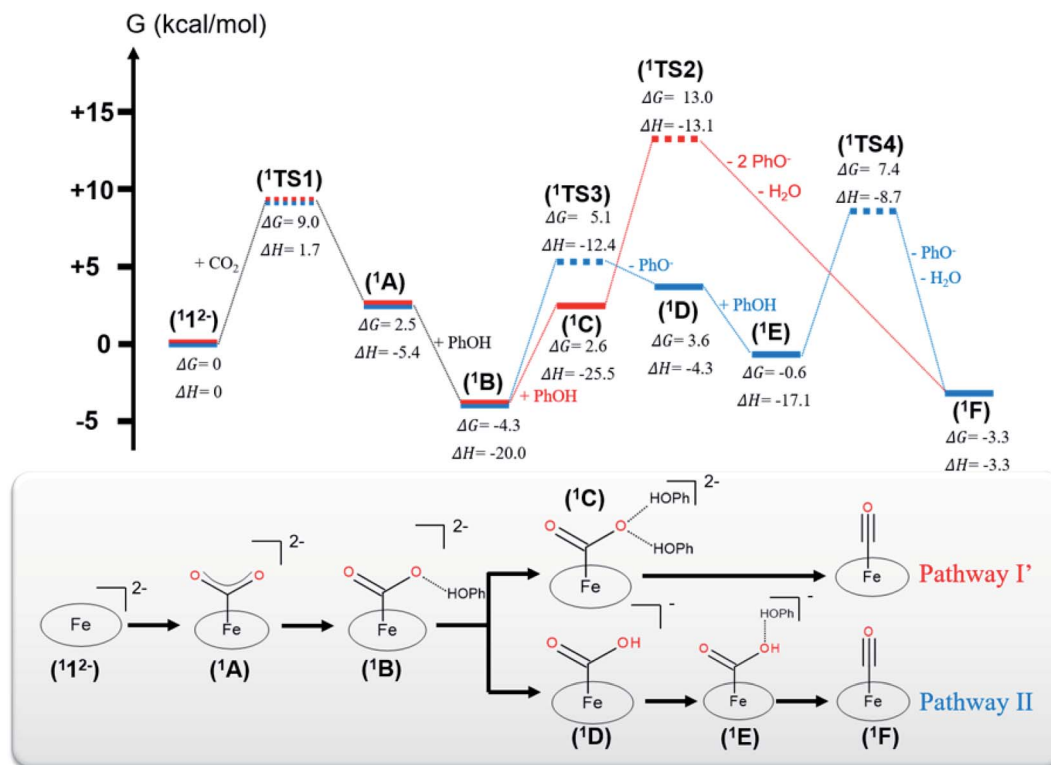 G (kcal/mol)
+15
+10
+5
0
-5
(¹1²⁻)
ΔG= 0
ΔH= 0
+ CO₂
(¹TS1)
ΔG= 9.0
ΔH= 1.7
(¹A)
ΔG= 2.5
ΔH= -5.4
+ PhOH
(¹B)
ΔG= -4.3
ΔH= -20.0
+ PhOH
(¹TS3)
ΔG= 5.1
ΔH= -12.4
- PhO⁻
(¹C)
ΔG= 2.6
ΔH= -25.5
(¹TS2)
ΔG= 13.0
ΔH= -13.1
- 2 PhO⁻
- H₂O
(¹D)
ΔG= 3.6
ΔH= -4.3
+ PhOH
(¹E)
ΔG= -0.6
ΔH= -17.1
(¹TS4)
ΔG= 7.4
ΔH= -8.7
- PhO⁻
- H₂O
(¹F)
ΔG= -3.3
ΔH= -3.3
Fe
2-
(¹1²⁻)
O O
2-
Fe
(¹A)
O O
2-
HOPh
Fe
(¹B)
(¹C)
HOPh
2-
O O
HOPh
Fe
O
Fe
Pathway I’
O OH
-
Fe
(¹D)
HOPh
-
O OH
Fe
(¹E)
O
Fe
(¹F)
Pathway II